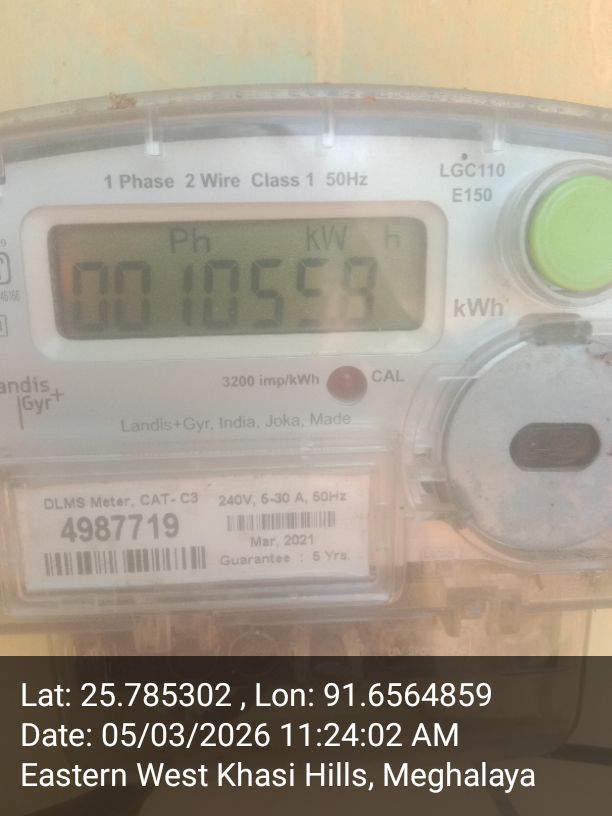 1 Phase 2 Wire Class 1 50Hz
LGC110
E150
Ph KW h
0010558
kWh
3200 imp/kWh
CAL
Landis+Gyr, India, Joka, Made
DLMS Meter, CAT- C3
4987719
240V, 5-30 A, 50Hz
Mar, 2021
Guarantee : 5 Yrs.
Lat: 25.785302 , Lon: 91.6564859
Date: 05/03/2026 11:24:02 AM
Eastern West Khasi Hills, Meghalaya